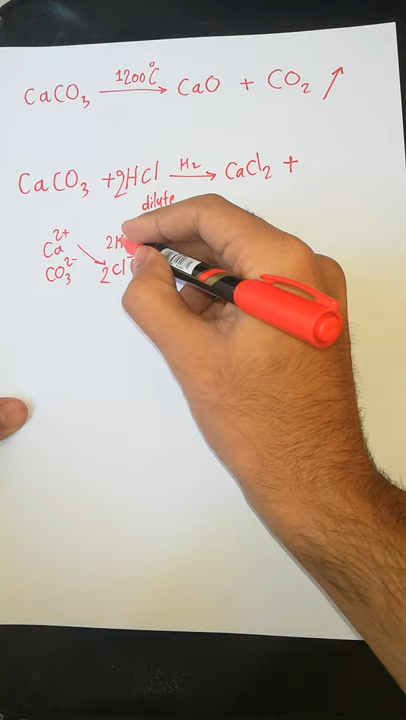 CaCO₃ 1200°C → CaO + CO₂ ↗
CaCO₃ + 2HCl H₂ → CaCl₂ +
dilute
Ca²⁺ 2H
CO₃²⁻ 2Cl